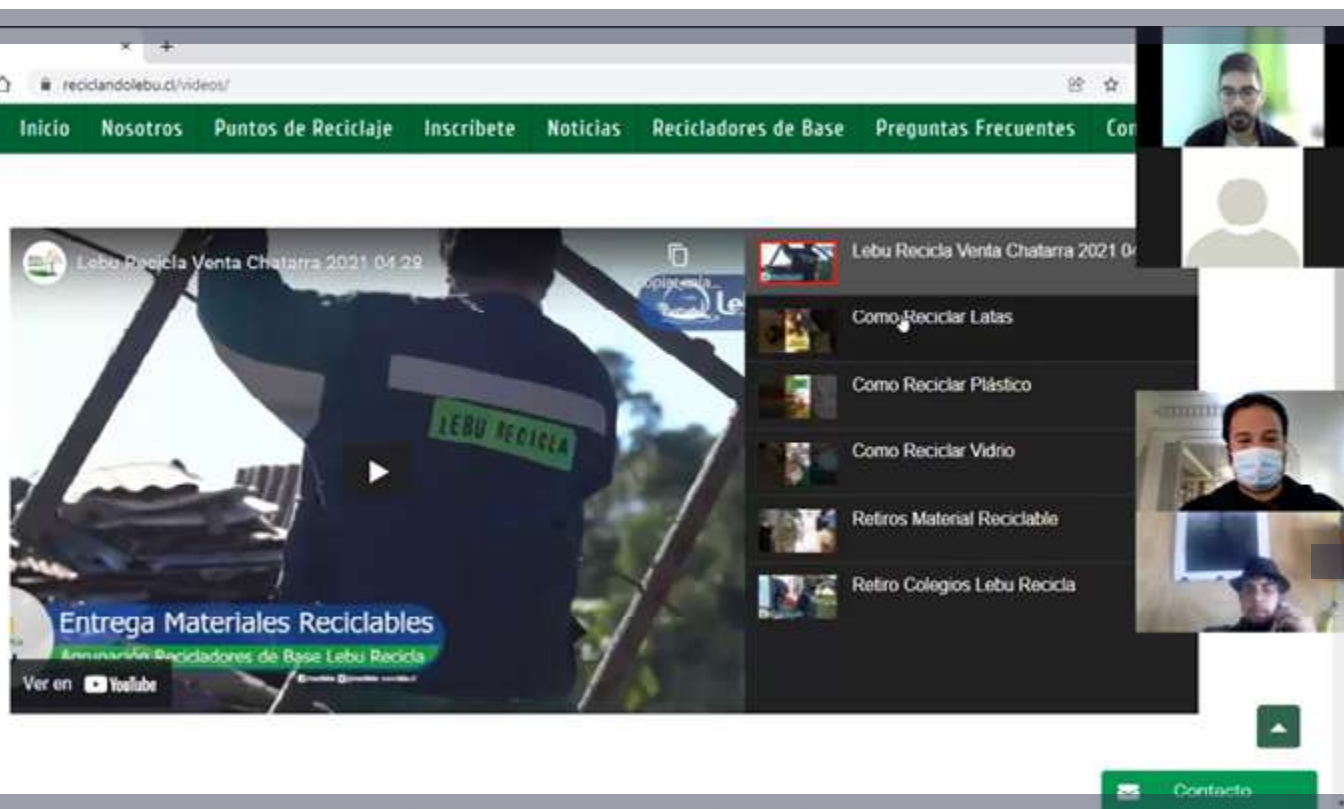 reciclandolebu.cl/videos/
Inicio Nosotros Puntos de Reciclaje Inscríbete Noticias Recicladores de Base Preguntas Frecuentes
Lebu Recicla Venta Chatarra 2021 04 29
LEBU RECICLA
Entrega Materiales Reciclables
Agrupación Recicladores de Base Lebu Recicla
Ver en YouTube
Lebu Recicla Venta Chatarra 2021
Como Reciclar Latas
Como Reciclar Plástico
Como Reciclar Vidrio
Retiros Material Reciclable
Retiro Colegios Lebu Recicla
Contacto